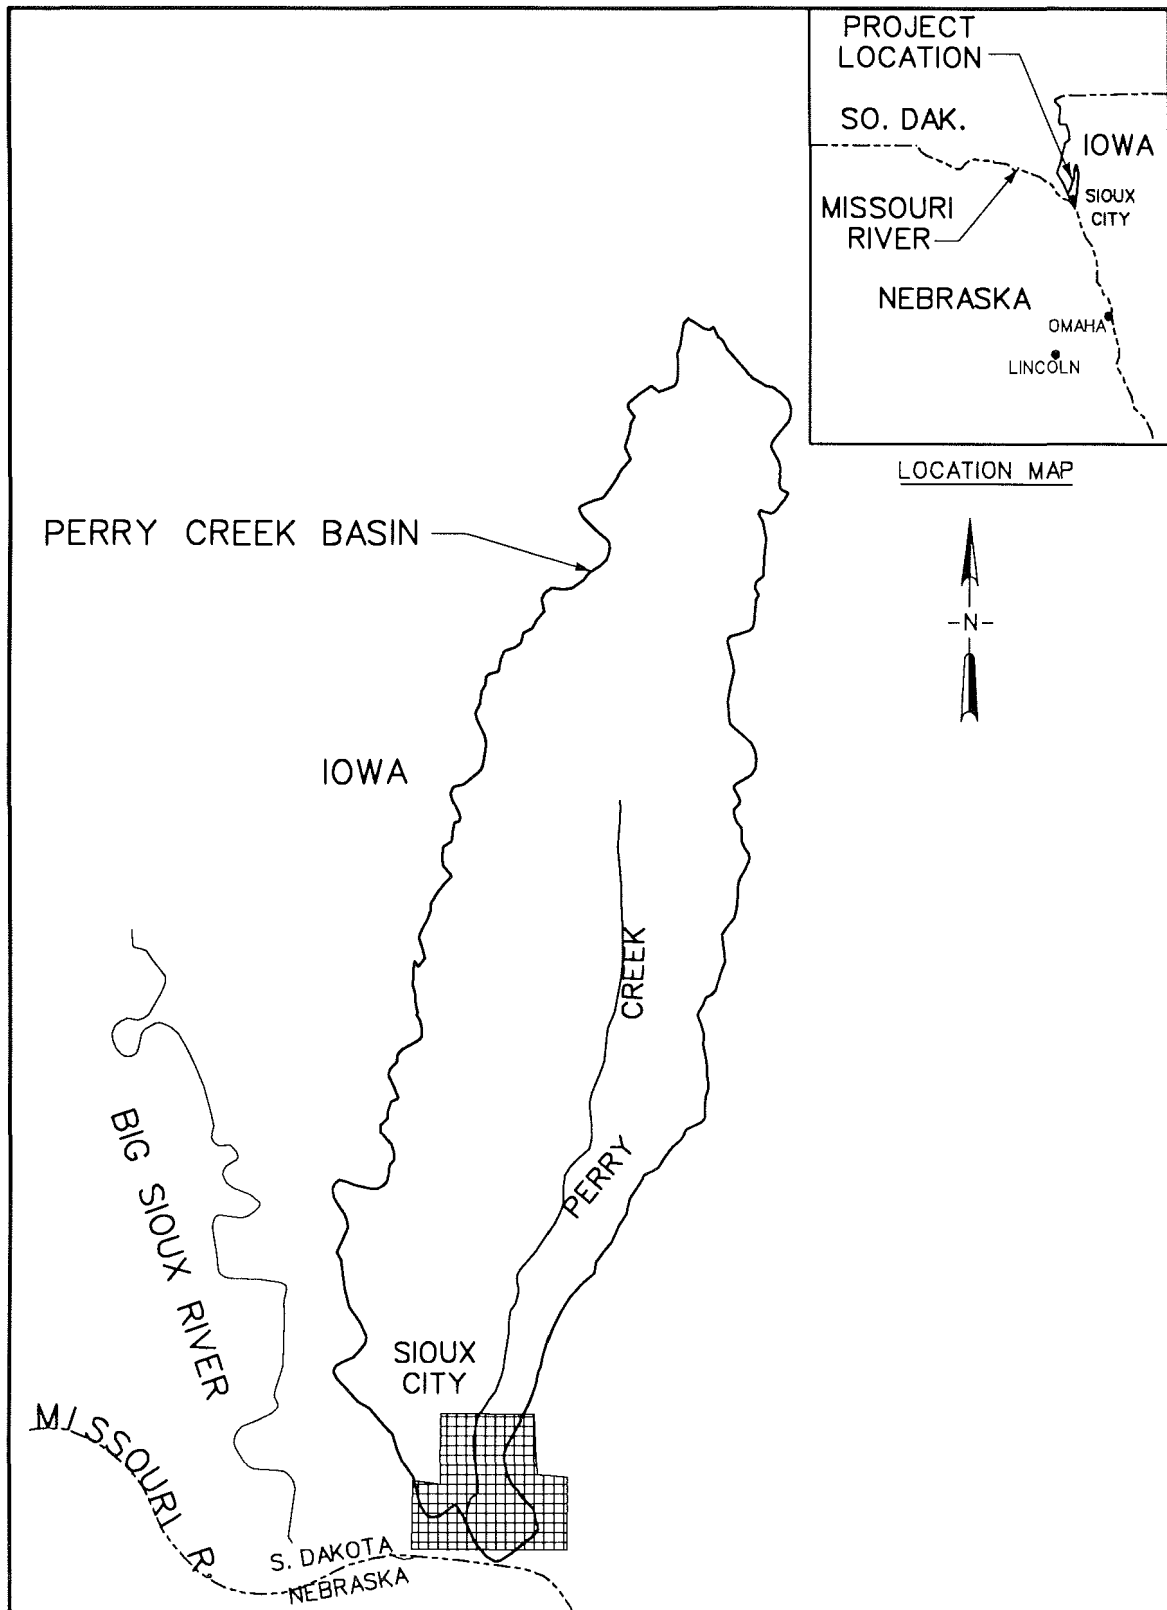 PROJECT
LOCATION
SO. DAK.
IOWA
MISSOURI
RIVER
SIOUX
CITY
NEBRASKA
OMAHA
LINCOLN
LOCATION MAP
PERRY CREEK BASIN
-N-
IOWA
CREEK
PERRY
BIG SIOUX RIVER
SIOUX
CITY
MISSOURI R.
S. DAKOTA
NEBRASKA